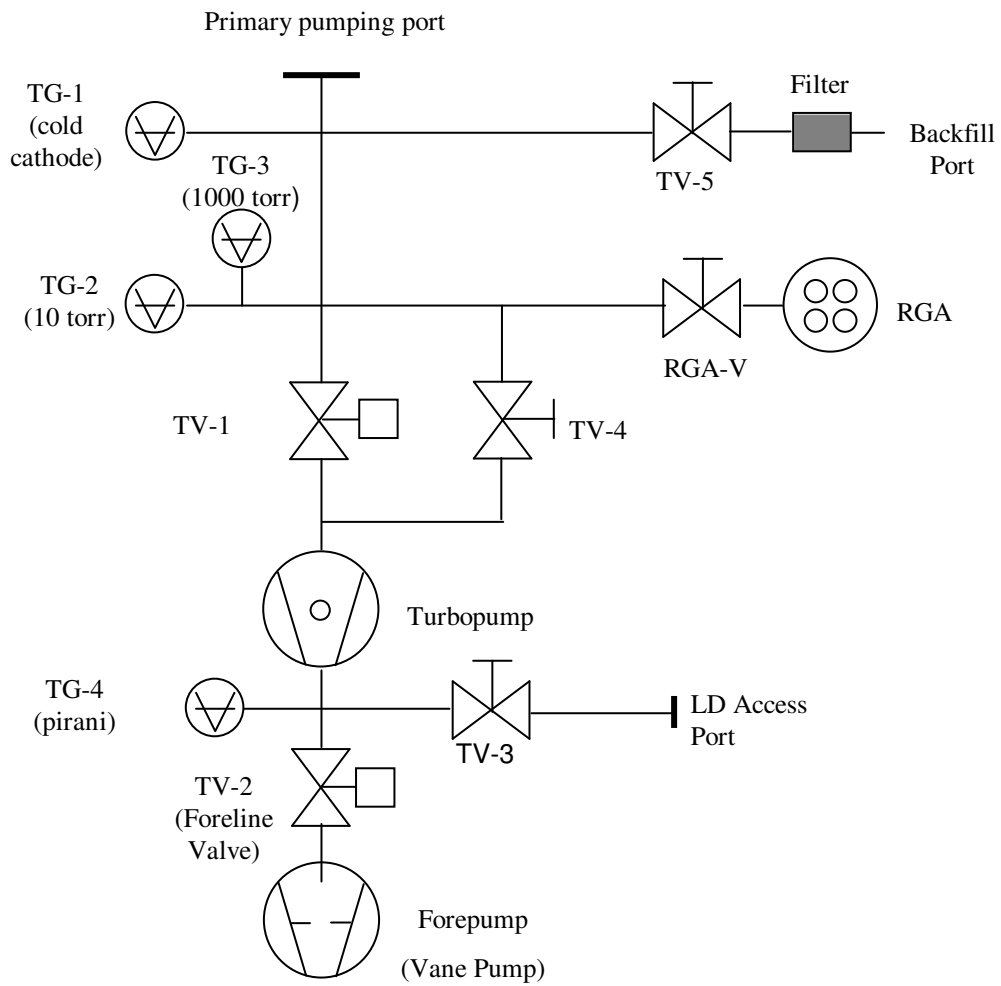 Primary pumping port
TG-1
(cold
cathode)
Filter
Backfill
Port
TV-5
TG-3
(1000 torr)
TG-2
(10 torr)
RGA
RGA-V
TV-1
TV-4
Turbopump
TG-4
(pirani)
LD Access
Port
TV-3
TV-2
(Foreline
Valve)
Forepump
(Vane Pump)